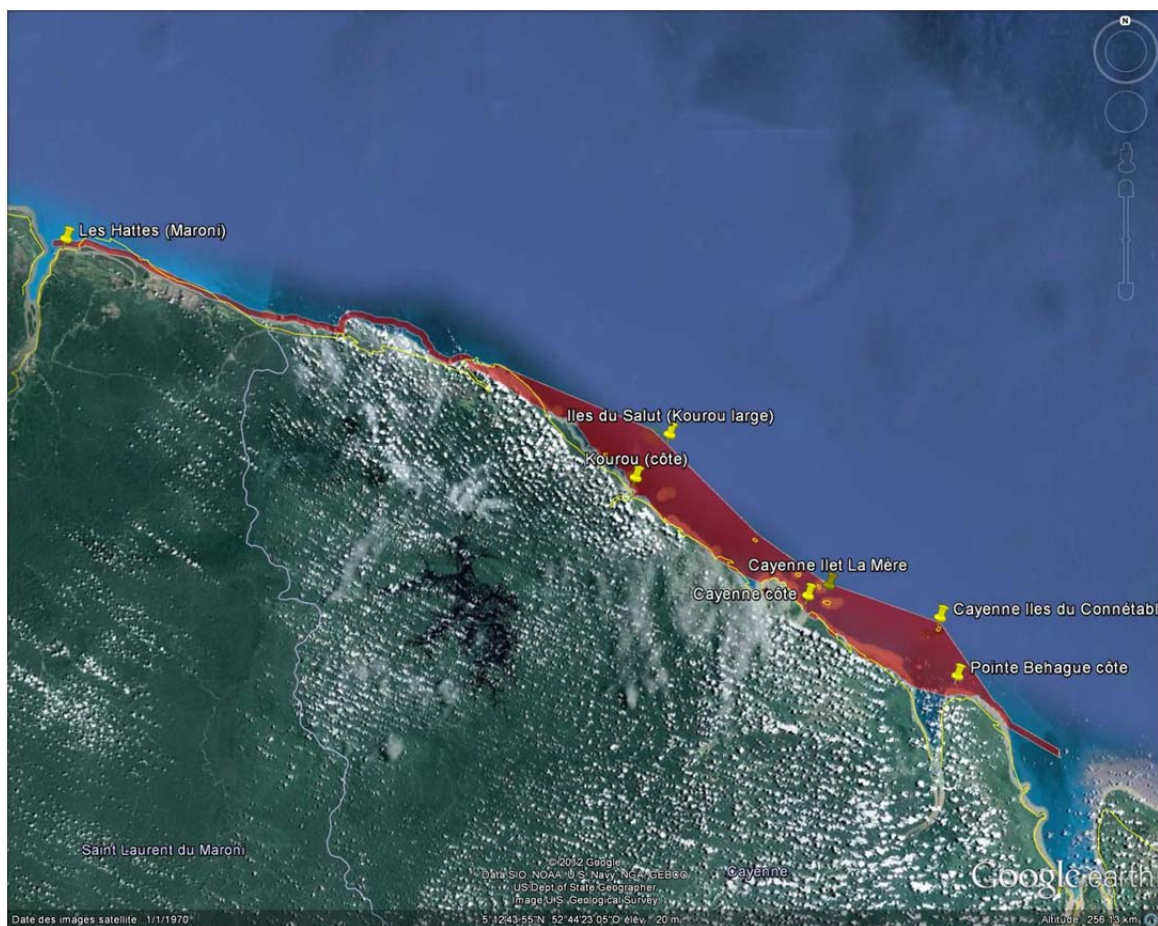 N
Les Hattes (Maroni)
Iles du Salut (Kourou large)
Kourou (côte)
Cayenne Ilet La Mère
Cayenne côte
Cayenne Iles du Connétabl
Pointe Behague côte
Saint Laurent du Maroni
Cayenne
© 2012 Google
Data SIO, NOAA, U.S. Navy, NGA, GEBCO
US Dept of State Geographer
Image U.S. Geological Survey
Google earth
Date des images satellite : 1/1/1970
5°12'43.55"N 52°44'23.05"O élév. 20 m
Altitude 256.13 km